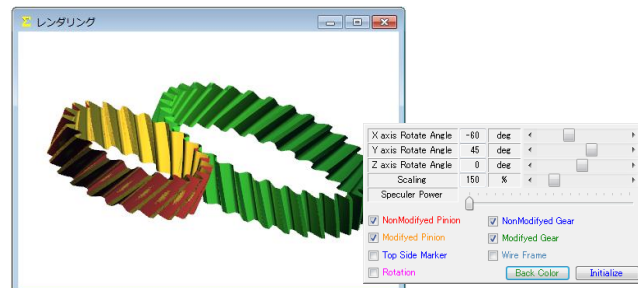 Σ レンダリング
X axis Rotate Angle -60 deg
Y axis Rotate Angle 45 deg
Z axis Rotate Angle 0 deg
Scaling 150 %
Speculer Power
NonModifyed Pinion NonModifyed Gear
Modifyed Pinion Modifyed Gear
Top Side Marker Wire Frame
Rotation Back Color Initialize